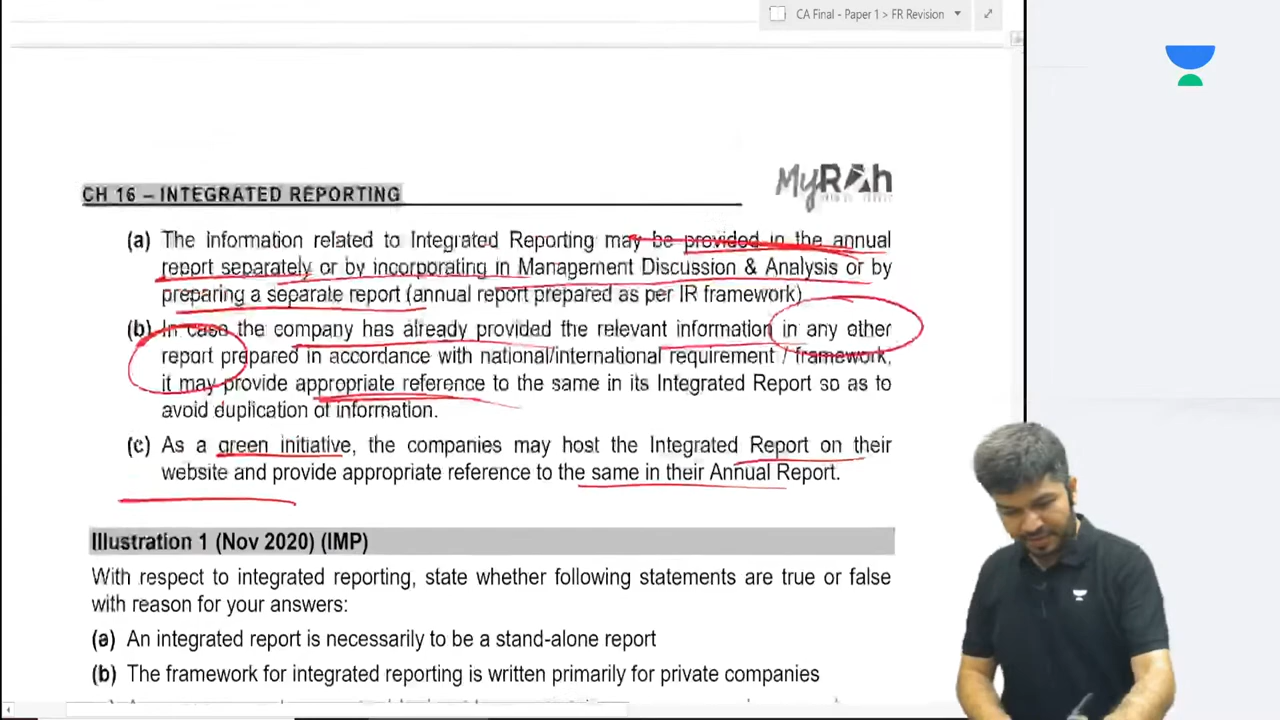 CA Final - Paper 1 > FR Revision
MyRAh
CH 16 – INTEGRATED REPORTING
(a) The Information related to Integrated Reporting may be provided in the annual
report separately or by incorporating in Management Discussion & Analysis or by
preparing a separate report (annual report prepared as per IR framework)
(b) In case the company has already provided the relevant information in any other
report prepared in accordance with national/international requirement / framework,
it may provide appropriate reference to the same in its Integrated Report so as to
avoid duplication of information.
(c) As a green initiative, the companies may host the Integrated Report on their
website and provide appropriate reference to the same in their Annual Report.
Illustration 1 (Nov 2020) (IMP)
With respect to integrated reporting, state whether following statements are true or false
with reason for your answers:
(a) An integrated report is necessarily to be a stand-alone report
(b) The framework for integrated reporting is written primarily for private companies